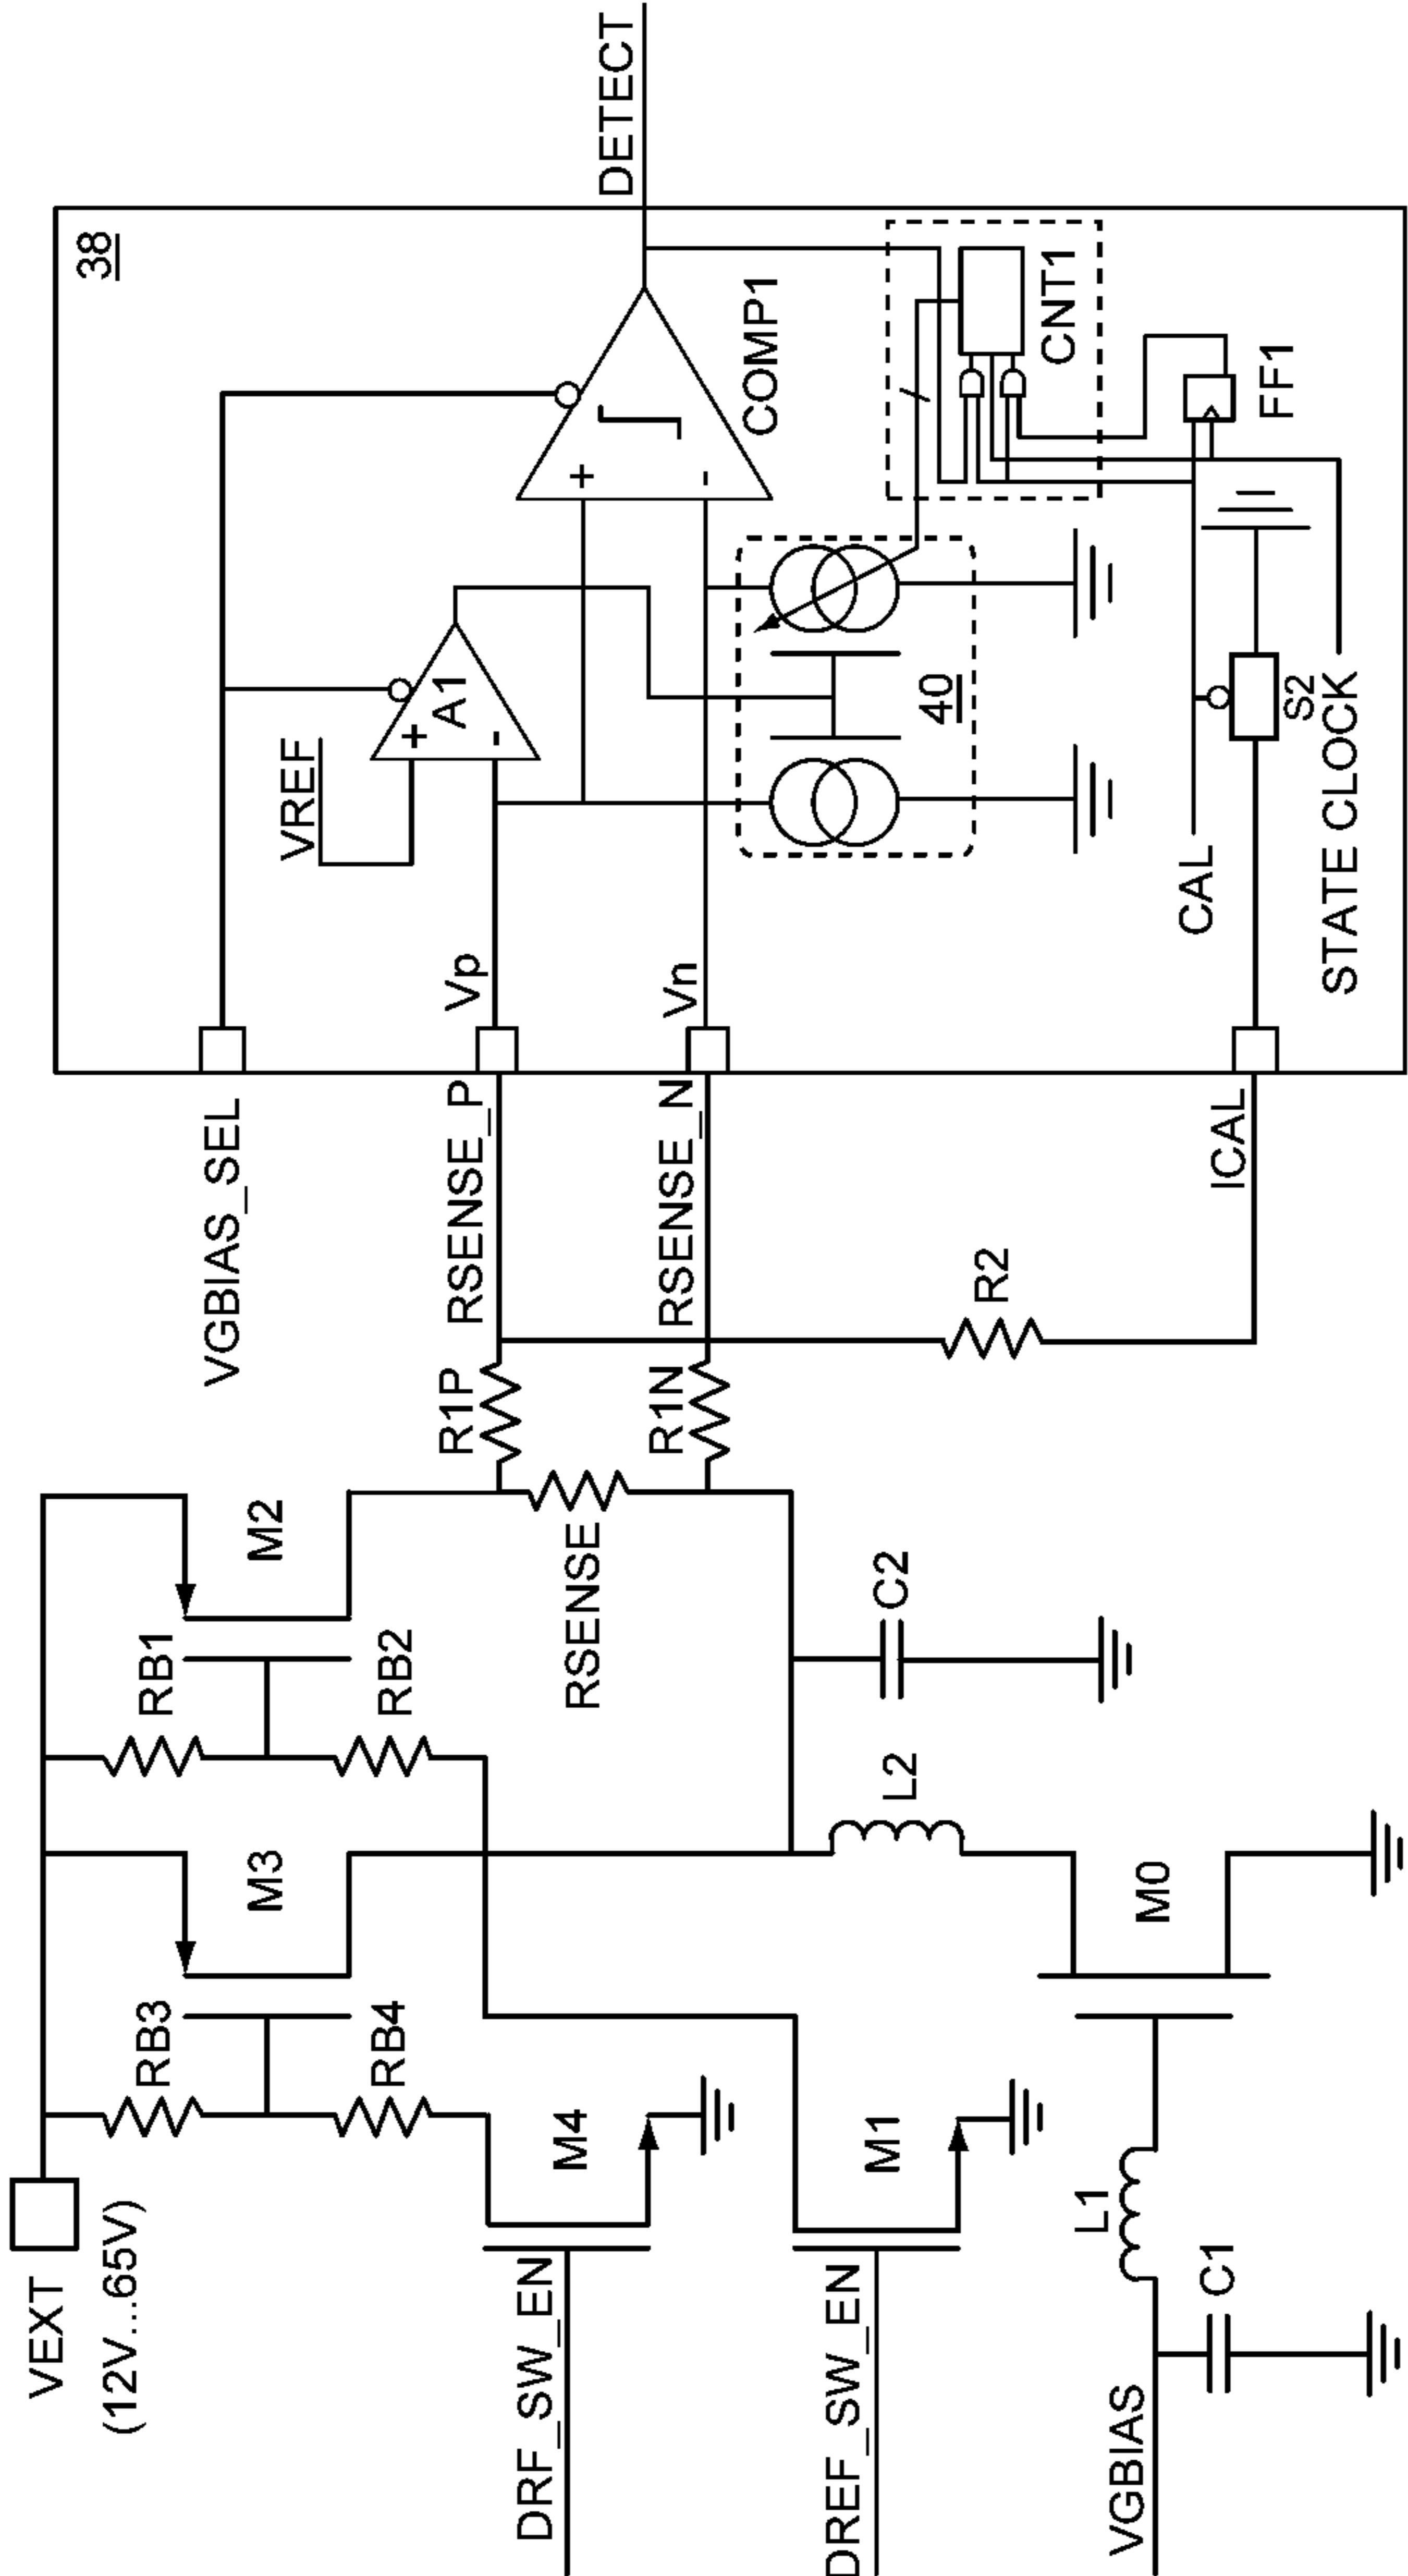 VEXT
(12V...65V)
RB3
RB4
M3
RB1
RB2
M2
DRF_SW_EN
M4
DREF_SW_EN
M1
VGBIAS
C1
L1
M0
L2
C2
RSENSE
R1P
R1N
R2
VGBIAS_SEL
RSENSE_P
RSENSE_N
ICAL
38
Vp
Vn
VREF
A1
+
-
COMP1
+
-
DETECT
40
CNT1
FF1
CAL
S2
STATE CLOCK